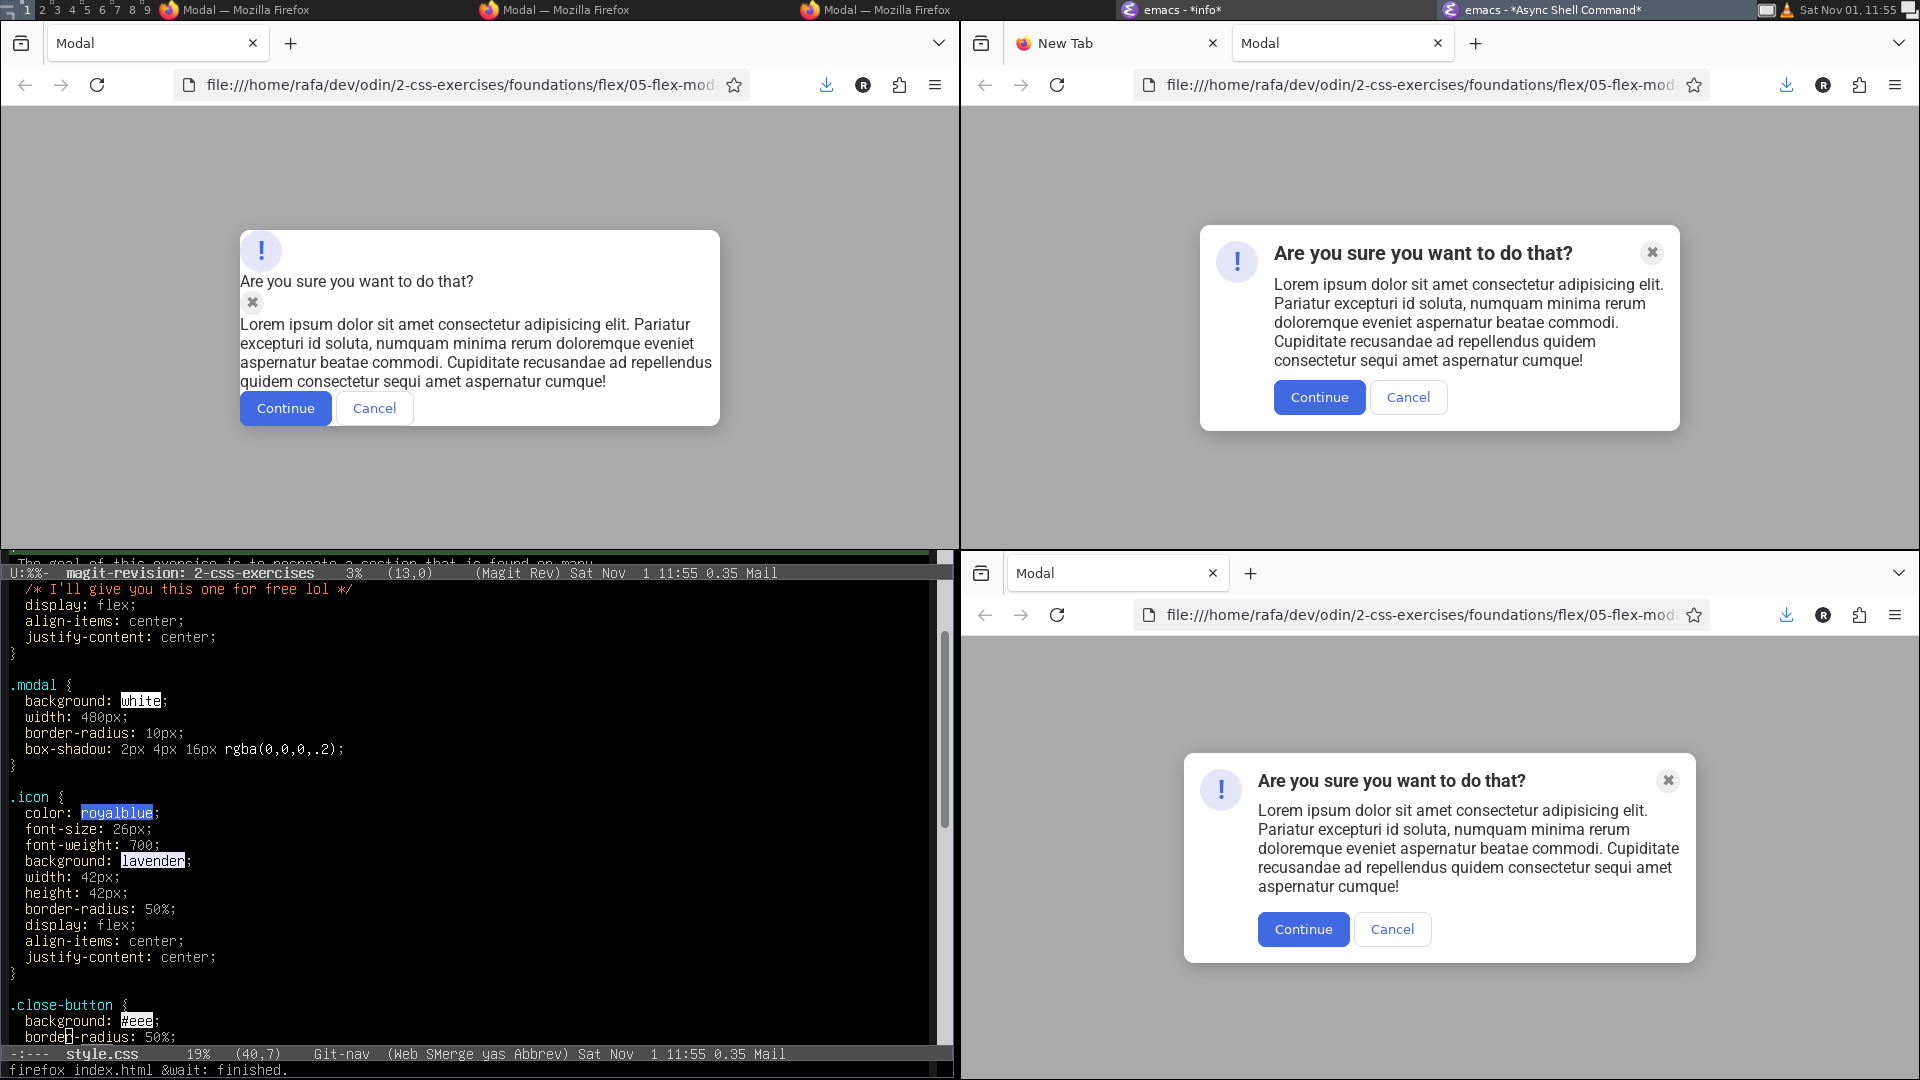 1 2 3 4 5 6 7 8 9 Modal — Mozilla Firefox Modal — Mozilla Firefox Modal — Mozilla Firefox emacs - *info* emacs - *Async Shell Command* Sat Nov 01, 11:55
Modal
file:///home/rafa/dev/odin/2-css-exercises/foundations/flex/05-flex-mod
R
!
Are you sure you want to do that?
✖
Lorem ipsum dolor sit amet consectetur adipisicing elit. Pariatur
excepturi id soluta, numquam minima rerum doloremque eveniet
aspernatur beatae commodi. Cupiditate recusandae ad repellendus
quidem consectetur sequi amet aspernatur cumque!
Continue Cancel
New Tab Modal
file:///home/rafa/dev/odin/2-css-exercises/foundations/flex/05-flex-mod
R
! Are you sure you want to do that? ✖
Lorem ipsum dolor sit amet consectetur adipisicing elit.
Pariatur excepturi id soluta, numquam minima rerum
doloremque eveniet aspernatur beatae commodi.
Cupiditate recusandae ad repellendus quidem
consectetur sequi amet aspernatur cumque!
Continue Cancel
The goal of this exercise is to recreate a section that is found on many
U:%%- magit-revision: 2-css-exercises 3% (13,0) (Magit Rev) Sat Nov 1 11:55 0.35 Mail
/* I'll give you this one for free lol */
display: flex;
align-items: center;
justify-content: center;
}
.modal {
background: white;
width: 480px;
border-radius: 10px;
box-shadow: 2px 4px 16px rgba(0,0,0,.2);
}
.icon {
color: royalblue;
font-size: 26px;
font-weight: 700;
background: lavender;
width: 42px;
height: 42px;
border-radius: 50%;
display: flex;
align-items: center;
justify-content: center;
}
.close-button {
background: #eee;
border-radius: 50%;
-:--- style.css 19% (40,7) Git-nav (Web SMerge yas Abbrev) Sat Nov 1 11:55 0.35 Mail
firefox index.html &wait: finished.
Modal
file:///home/rafa/dev/odin/2-css-exercises/foundations/flex/05-flex-mod
R
! Are you sure you want to do that? ✖
Lorem ipsum dolor sit amet consectetur adipisicing elit.
Pariatur excepturi id soluta, numquam minima rerum
doloremque eveniet aspernatur beatae commodi. Cupiditate
recusandae ad repellendus quidem consectetur sequi amet
aspernatur cumque!
Continue Cancel